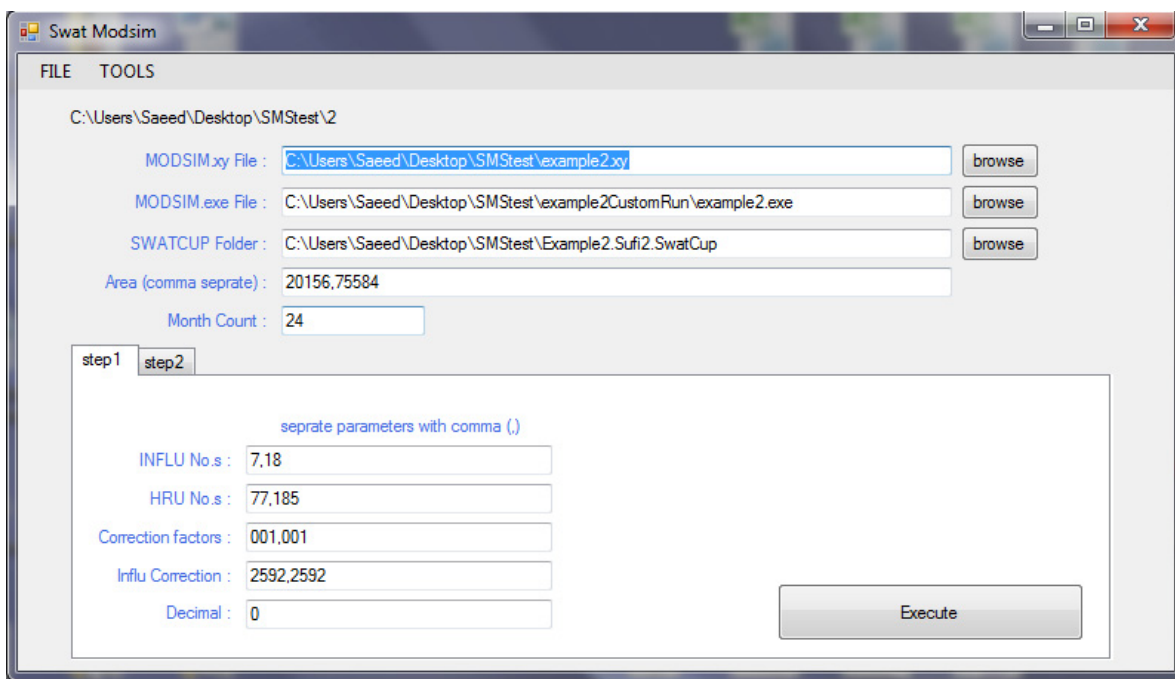 Swat Modsim
FILE TOOLS
C:\Users\Saeed\Desktop\SMStest\2
MODSIM.xy File : C:\Users\Saeed\Desktop\SMStest\example2.xy browse
MODSIM.exe File : C:\Users\Saeed\Desktop\SMStest\example2CustomRun\example2.exe browse
SWATCUP Folder : C:\Users\Saeed\Desktop\SMStest\Example2.Sufi2.SwatCup browse
Area (comma seprate) : 20156,75584
Month Count : 24
step1 step2
seprate parameters with comma (,)
INFLU No.s : 7,18
HRU No.s : 77,185
Correction factors : 001,001
Influ Correction : 2592,2592
Decimal : 0
Execute